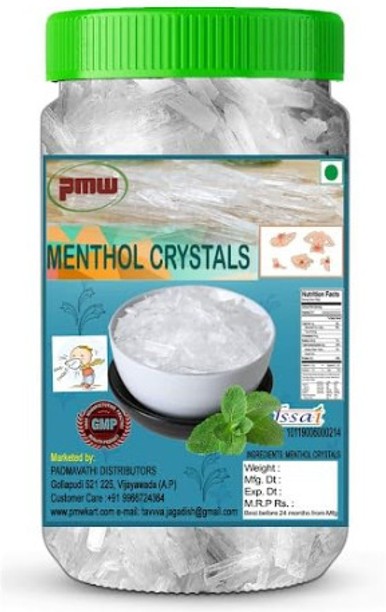 pmw
MENTHOL CRYSTALS
Nutrition Facts
GMP
fssai
10119006000214
Marketed by:
PADMAVATHI DISTRIBUTORS
Gollapudi 521 225, Vijayawada (A.P)
Customer Care :+91 9966724364
www.pmwkart.com e-mail: tavvva.jagadish@gmail.com
INGREDIENTS: MENTHOL CRYSTALS
Weight :
Mfg. Dt :
Exp. Dt :
M.R.P Rs. :
Best before 24 months from Mfg